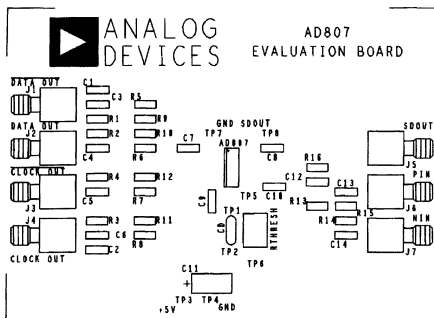 ANALOG
DEVICES
AD807
EVALUATION BOARD
DATA OUT
J1
C1
C3
R5
R1
R9
DATA OUT
J2
R2
R10
C4
R6
C7
GND SDOUT
TP7
TP8
AD807
C8
SDOUT
J5
CLOCK OUT
J3
R4
R12
C5
R7
C9
TP5
C10
R16
C12
C13
PIN
J6
J4
CLOCK OUT
R3
R11
C6
R8
C2
TP1
CD
TP2
RTHRESH
TP6
R13
R14
R15
C14
NIN
J7
C11
+
TP3
TP4
+5V
GND